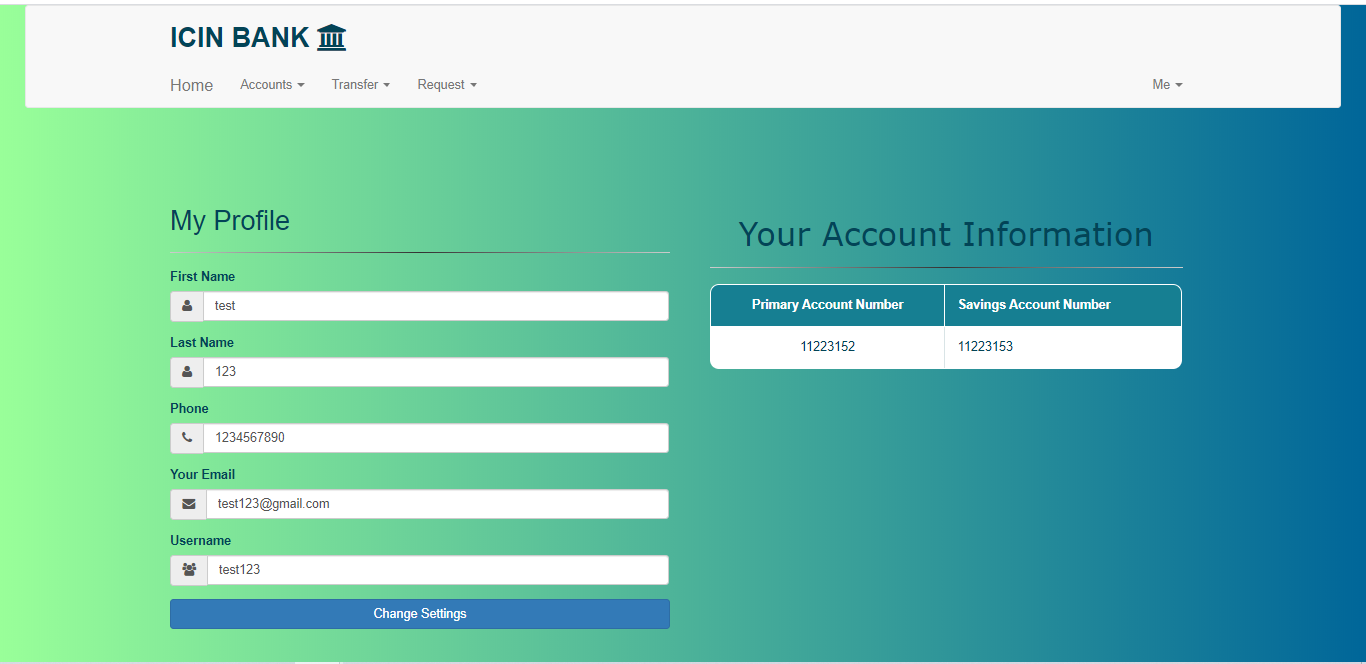 ICIN BANK
Home Accounts Transfer Request Me
My Profile
First Name
test
Last Name
123
Phone
1234567890
Your Email
test123@gmail.com
Username
test123
Change Settings
Your Account Information
Primary Account Number Savings Account Number
11223152 11223153